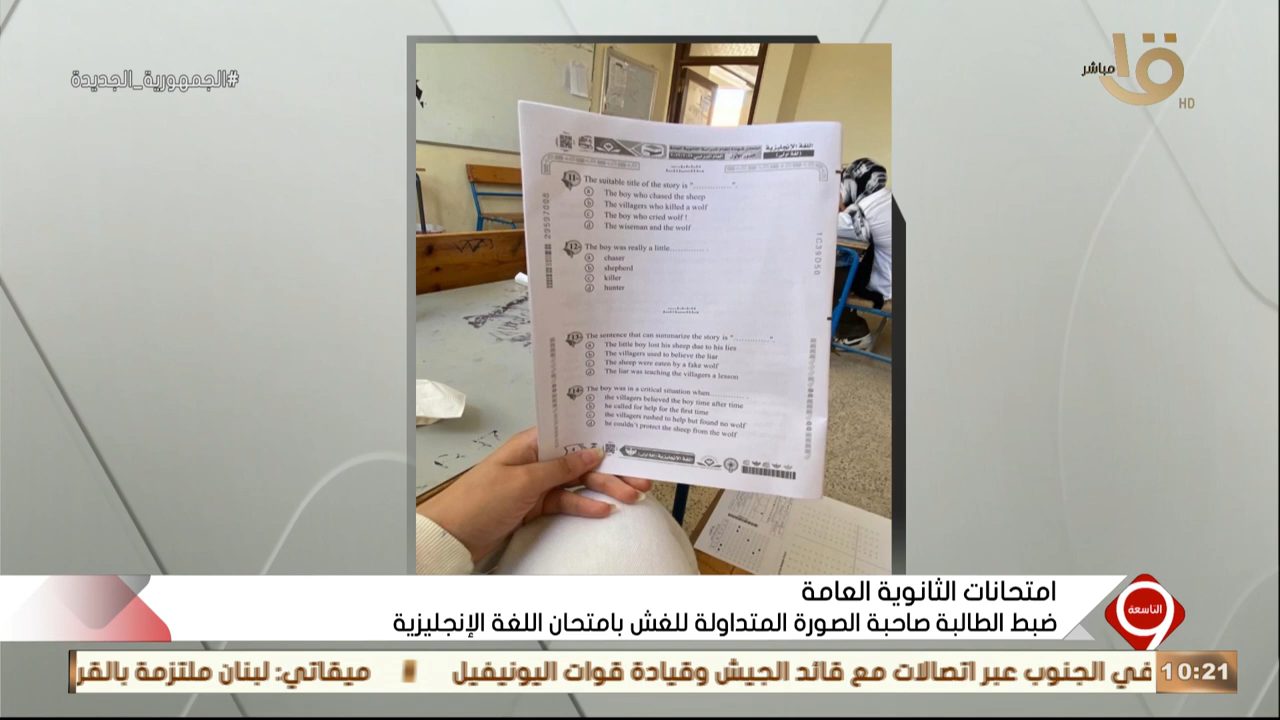 #الجمهورية_الجديدة
مباشر
HD
اللغة الإنجليزية
11- The suitable title of the story is "..............".
a The boy who chased the sheep
b The villagers who killed a wolf
c The boy who cried wolf !
d The wiseman and the wolf
12- The boy was really a little.............. .
a chaser
b shepherd
c killer
d hunter
13- The sentence that can summarize the story is "..............".
a The little boy lost his sheep due to his lies
b The villagers used to believe the liar
c The sheep were eaten by a fake wolf
d The liar was teaching the villagers a lesson
14- The boy was in a critical situation when.............. .
a the villagers believed the boy time after time
b he called for help for the first time
c the villagers rushed to help but found no wolf
d he couldn't protect the sheep from the wolf
امتحانات الثانوية العامة
ضبط الطالبة صاحبة الصورة المتداولة للغش بامتحان اللغة الإنجليزية
التاسعة
9
في الجنوب عبر اتصالات مع قائد الجيش وقيادة قوات اليونيفيل ميقاتي: لبنان ملتزمة بالقر
10:21